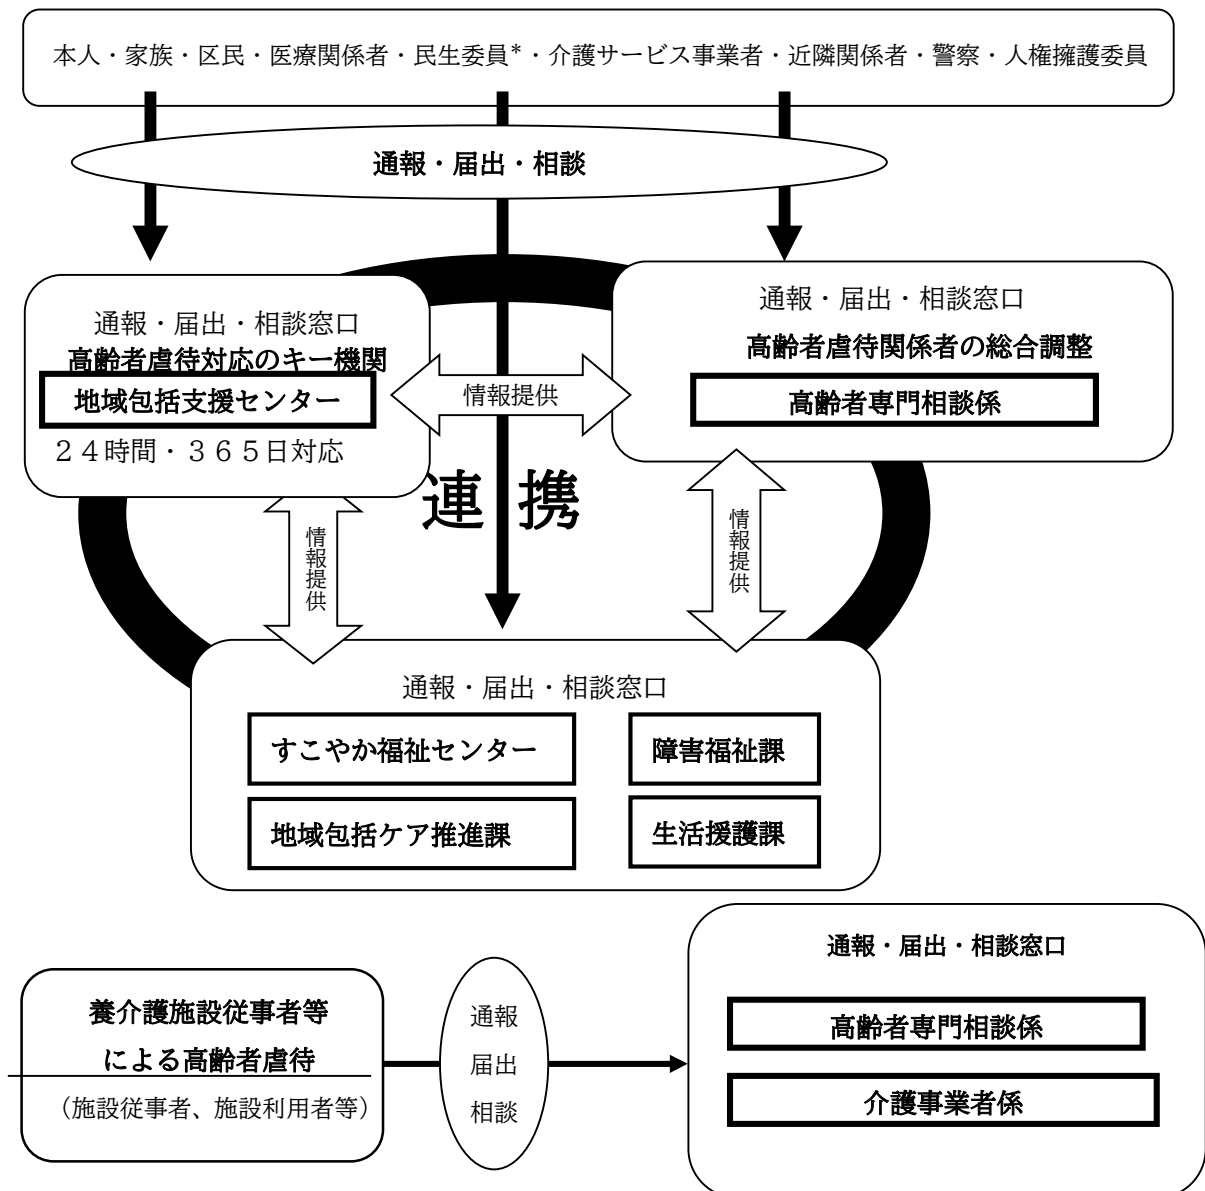 本人・家族・区民・医療関係者・民生委員*・介護サービス事業者・近隣関係者・警察・人権擁護委員
通報・届出・相談
通報・届出・相談窓口
高齢者虐待対応のキー機関
地域包括支援センター
２４時間・３６５日対応
情報提供
通報・届出・相談窓口
高齢者虐待関係者の総合調整
高齢者専門相談係
連携
情報提供
情報提供
通報・届出・相談窓口
すこやか福祉センター
障害福祉課
地域包括ケア推進課
生活援護課
養介護施設従事者等
による高齢者虐待
（施設従事者、施設利用者等）
通報
届出
相談
通報・届出・相談窓口
高齢者専門相談係
介護事業者係